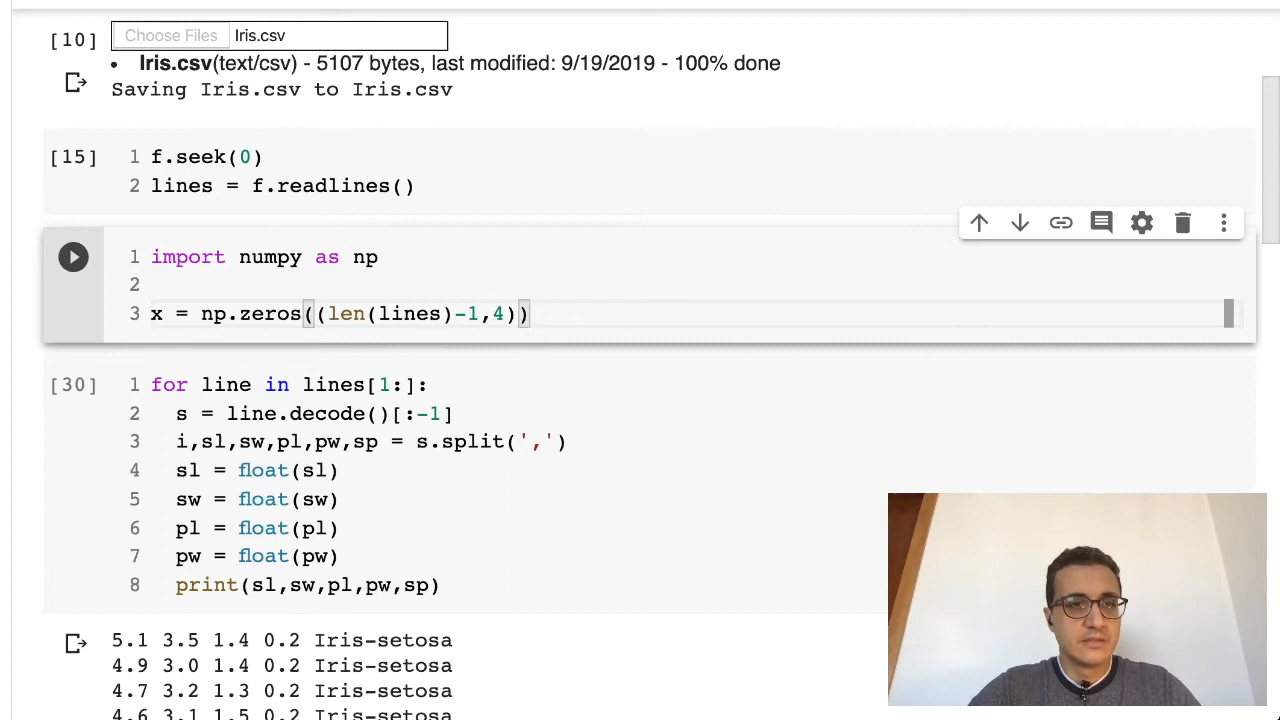 [10] Choose Files Iris.csv
• Iris.csv(text/csv) - 5107 bytes, last modified: 9/19/2019 - 100% done
Saving Iris.csv to Iris.csv
[15] 1 f.seek(0)
2 lines = f.readlines()
1 import numpy as np
2
3 x = np.zeros((len(lines)-1,4))
[30] 1 for line in lines[1:]:
2 s = line.decode()[:-1]
3 i,sl,sw,pl,pw,sp = s.split(',')
4 sl = float(sl)
5 sw = float(sw)
6 pl = float(pl)
7 pw = float(pw)
8 print(sl,sw,pl,pw,sp)
5.1 3.5 1.4 0.2 Iris-setosa
4.9 3.0 1.4 0.2 Iris-setosa
4.7 3.2 1.3 0.2 Iris-setosa
4.6 3.1 1.5 0.2 Iris-setosa